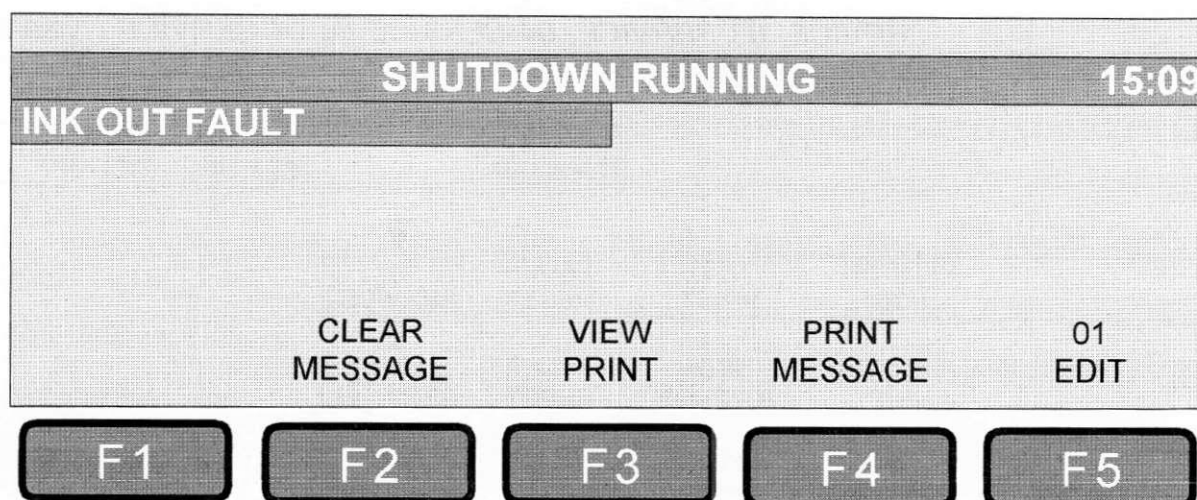 SHUTDOWN RUNNING 15:09
INK OUT FAULT
CLEAR VIEW PRINT 01
MESSAGE PRINT MESSAGE EDIT
F1 F2 F3 F4 F5